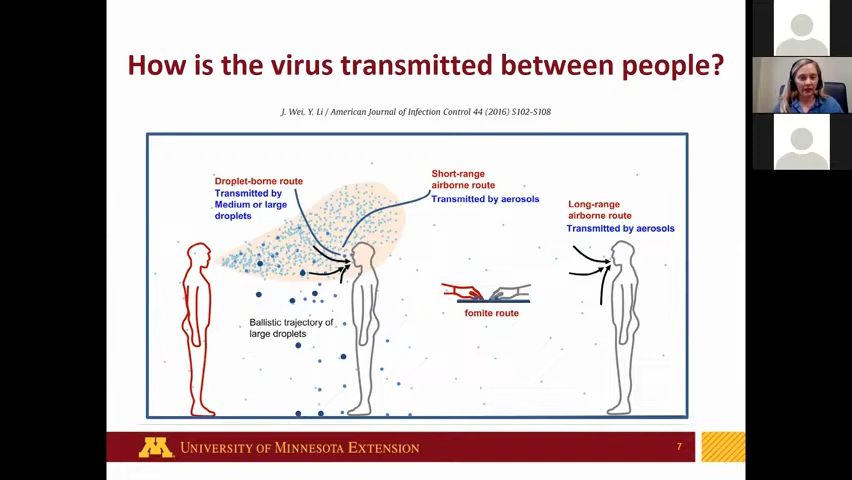 How is the virus transmitted between people?
J. Wei, Y. Li / American Journal of Infection Control 44 (2016) S102-S108
Droplet-borne route
Transmitted by
Medium or large
droplets
Short-range
airborne route
Transmitted by aerosols
Long-range
airborne route
Transmitted by aerosols
Ballistic trajectory of
large droplets
fomite route
M
UNIVERSITY OF MINNESOTA EXTENSION
7